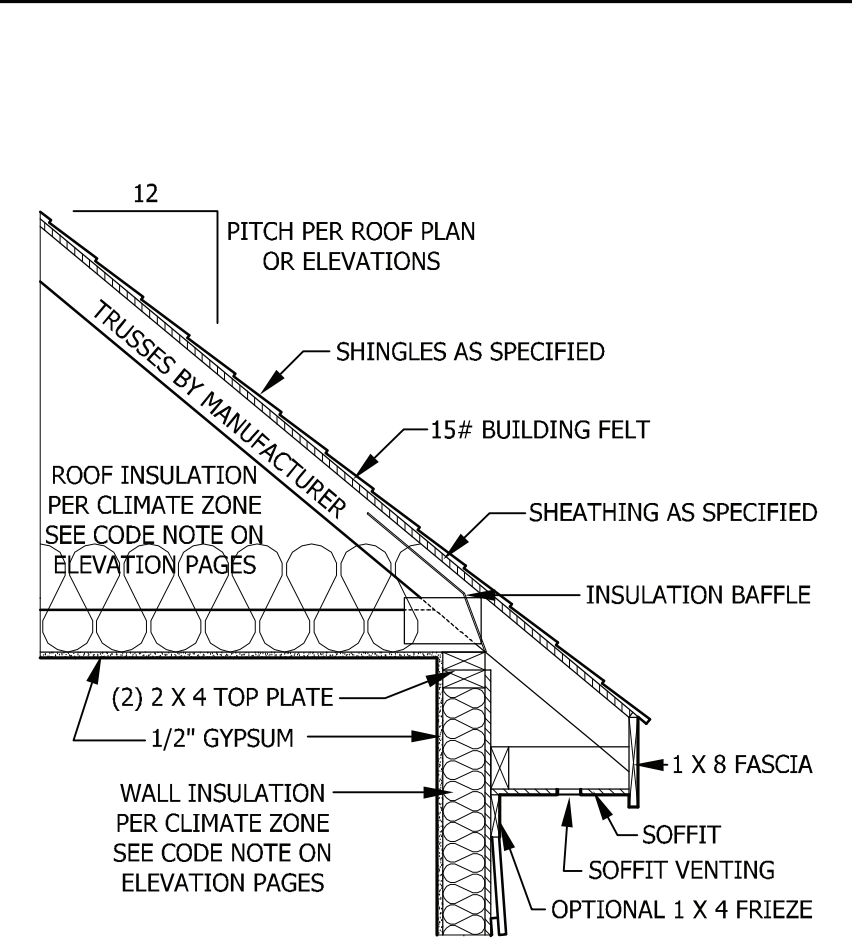 12
PITCH PER ROOF PLAN
OR ELEVATIONS
TRUSSES BY MANUFACTURER
SHINGLES AS SPECIFIED
15# BUILDING FELT
ROOF INSULATION
PER CLIMATE ZONE
SEE CODE NOTE ON
ELEVATION PAGES
SHEATHING AS SPECIFIED
INSULATION BAFFLE
(2) 2 X 4 TOP PLATE
1/2" GYPSUM
1 X 8 FASCIA
WALL INSULATION
PER CLIMATE ZONE
SEE CODE NOTE ON
ELEVATION PAGES
SOFFIT
SOFFIT VENTING
OPTIONAL 1 X 4 FRIEZE